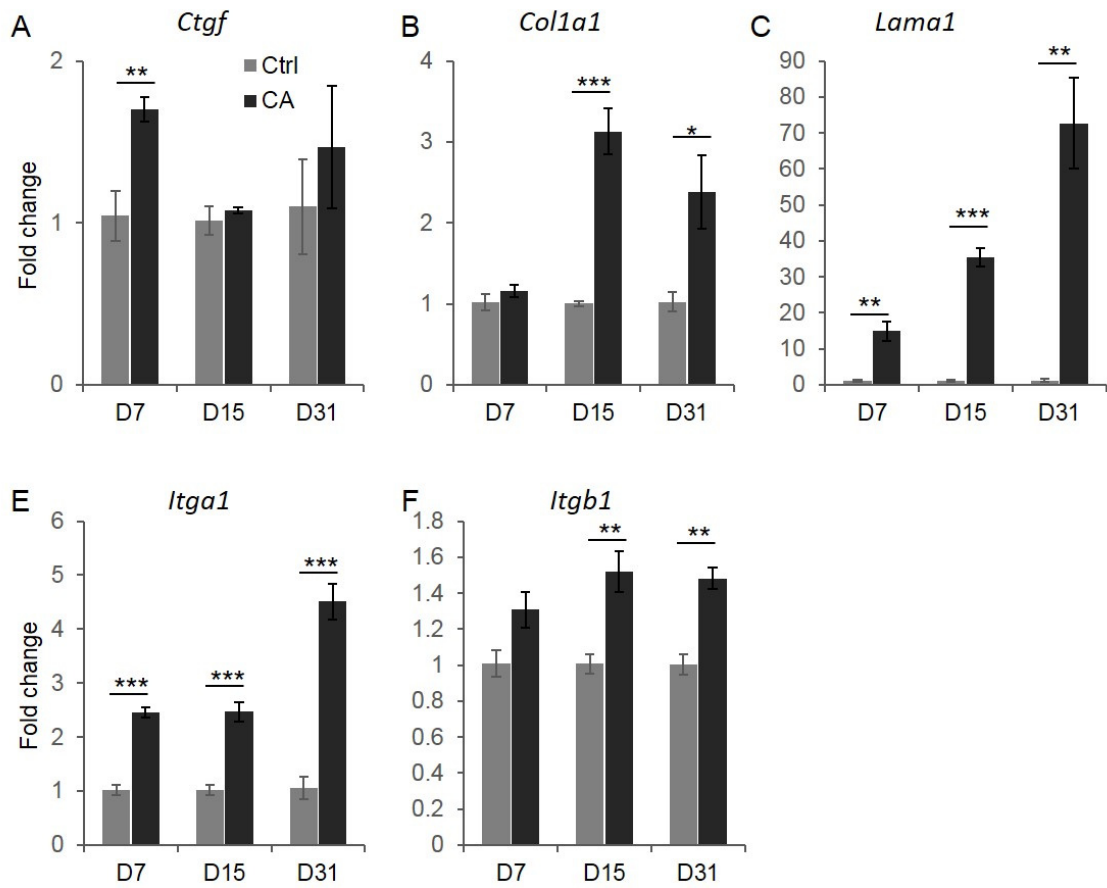 A
Ctgf
Fold change
2
1
0
**
Ctrl
CA
D7 D15 D31
B
Col1a1
4
3
2
1
0
***
*
D7 D15 D31
C
Lama1
90
80
70
60
50
40
30
20
10
0
**
***
**
D7 D15 D31
E
Itga1
Fold change
6
5
4
3
2
1
0
***
***
***
D7 D15 D31
F
Itgb1
1.8
1.6
1.4
1.2
1
0.8
0.6
0.4
0.2
0
**
**
D7 D15 D31